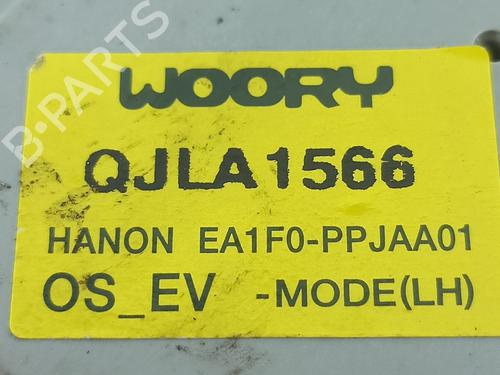 WOORY
QJLA1566
HANON EA1F0-PPJAA01
OS_EV -MODE(LH)
B-PARTS